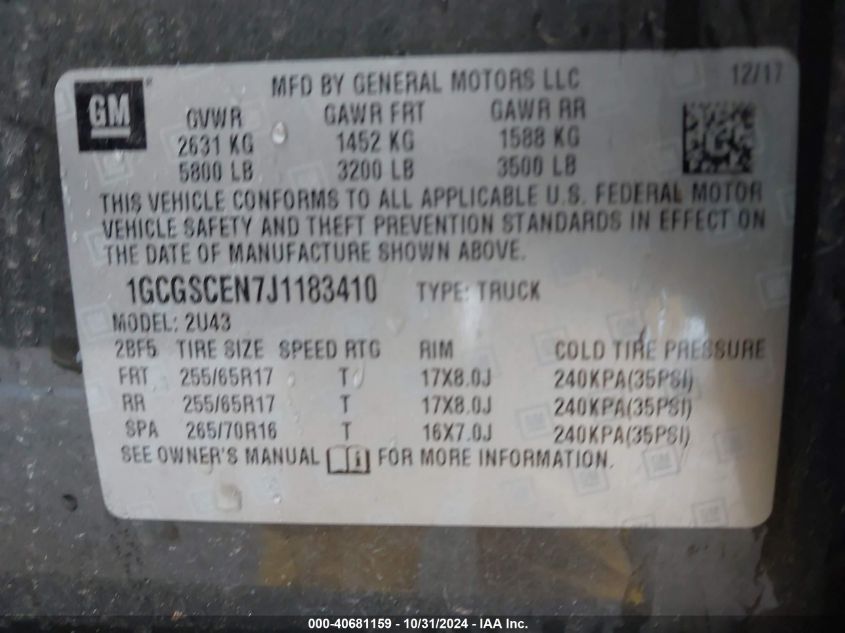 MFD BY GENERAL MOTORS LLC 12/17
GM®
GVWR GAWR FRT GAWR RR
2631 KG 1452 KG 1588 KG
5800 LB 3200 LB 3500 LB
THIS VEHICLE CONFORMS TO ALL APPLICABLE U.S. FEDERAL MOTOR
VEHICLE SAFETY AND THEFT PREVENTION STANDARDS IN EFFECT ON
THE DATE OF MANUFACTURE SHOWN ABOVE.
1GCGSCEN7J1183410 TYPE: TRUCK
MODEL: 2U43
2BF5 TIRE SIZE SPEED RTG RIM COLD TIRE PRESSURE
FRT 255/65R17 T 17X8.0J 240KPA(35PSI)
RR 255/65R17 T 17X8.0J 240KPA(35PSI)
SPA 265/70R16 T 16X7.0J 240KPA(35PSI)
SEE OWNER'S MANUAL i FOR MORE INFORMATION.
000-40681159 - 10/31/2024 - IAA Inc.